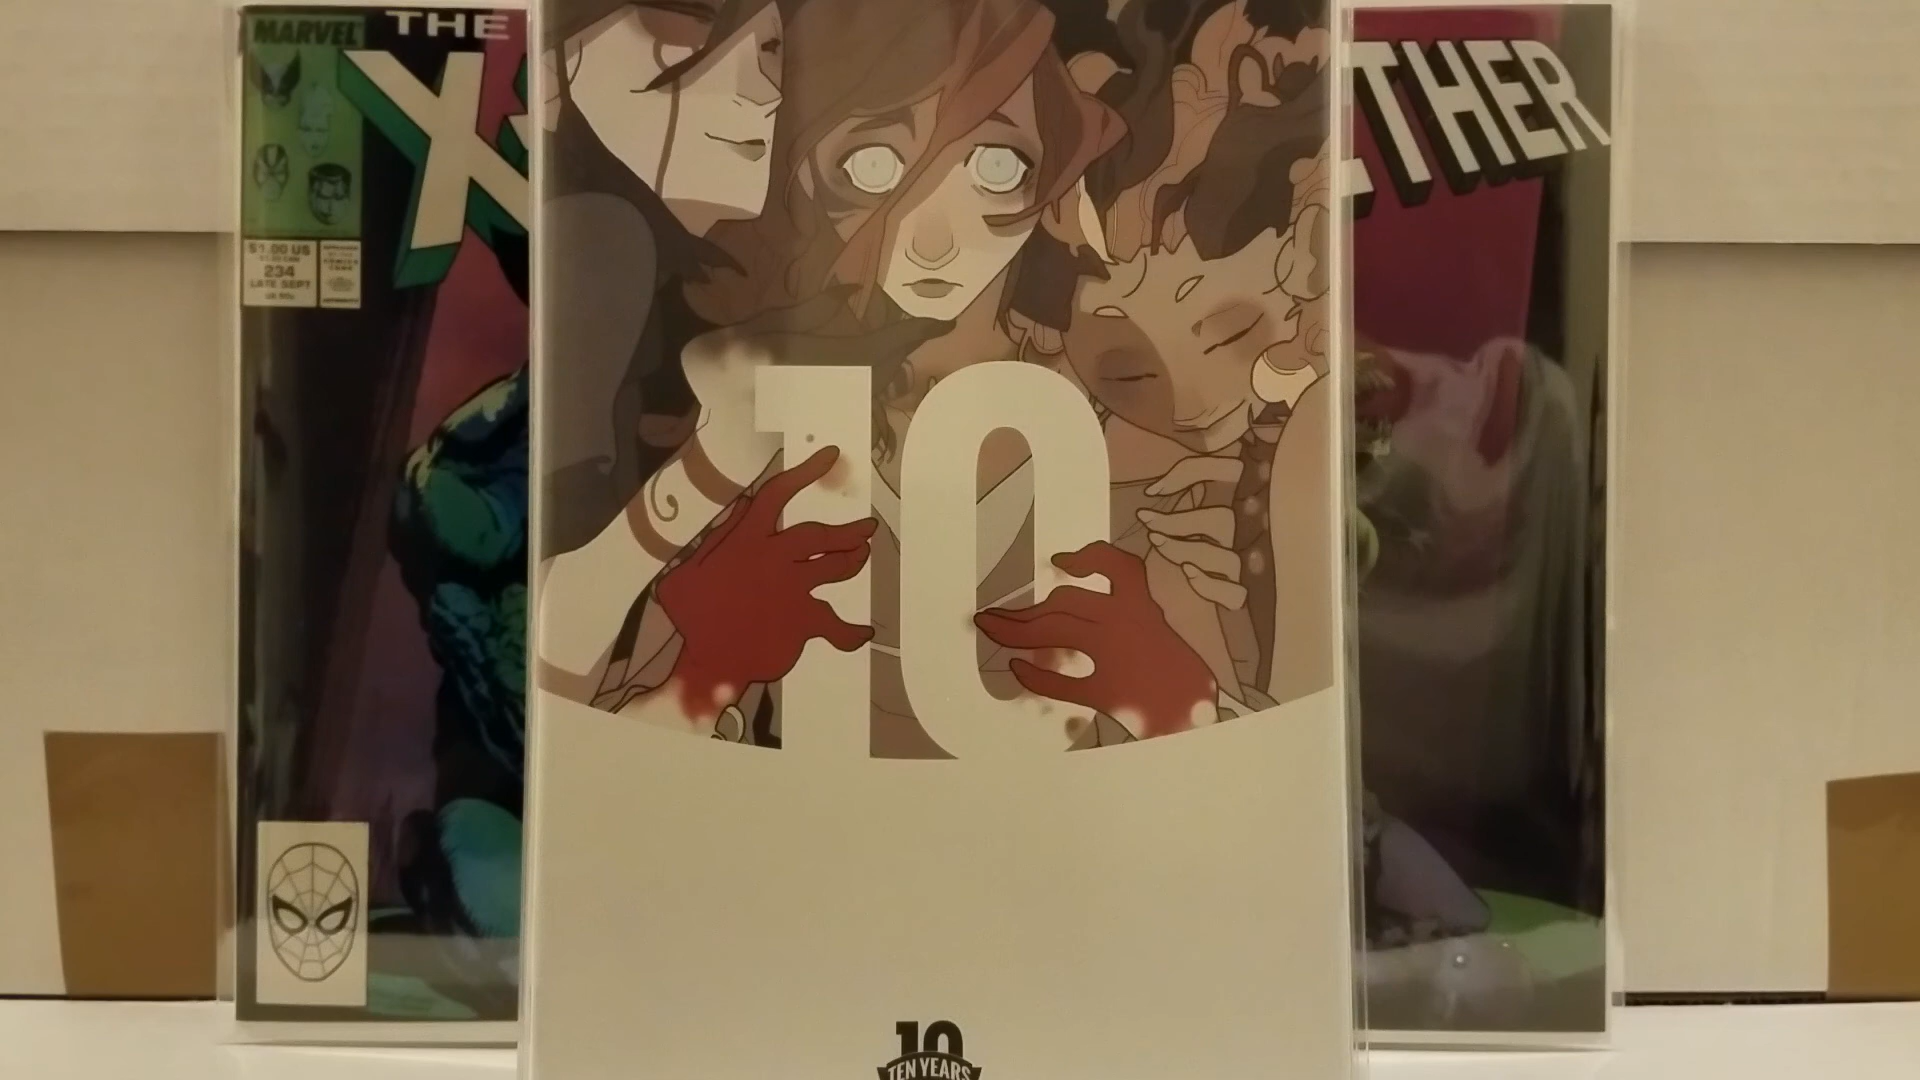 MARVEL
THE
X
$1.00 US
234
LATE SEPT
THER
10
10
TEN YEARS